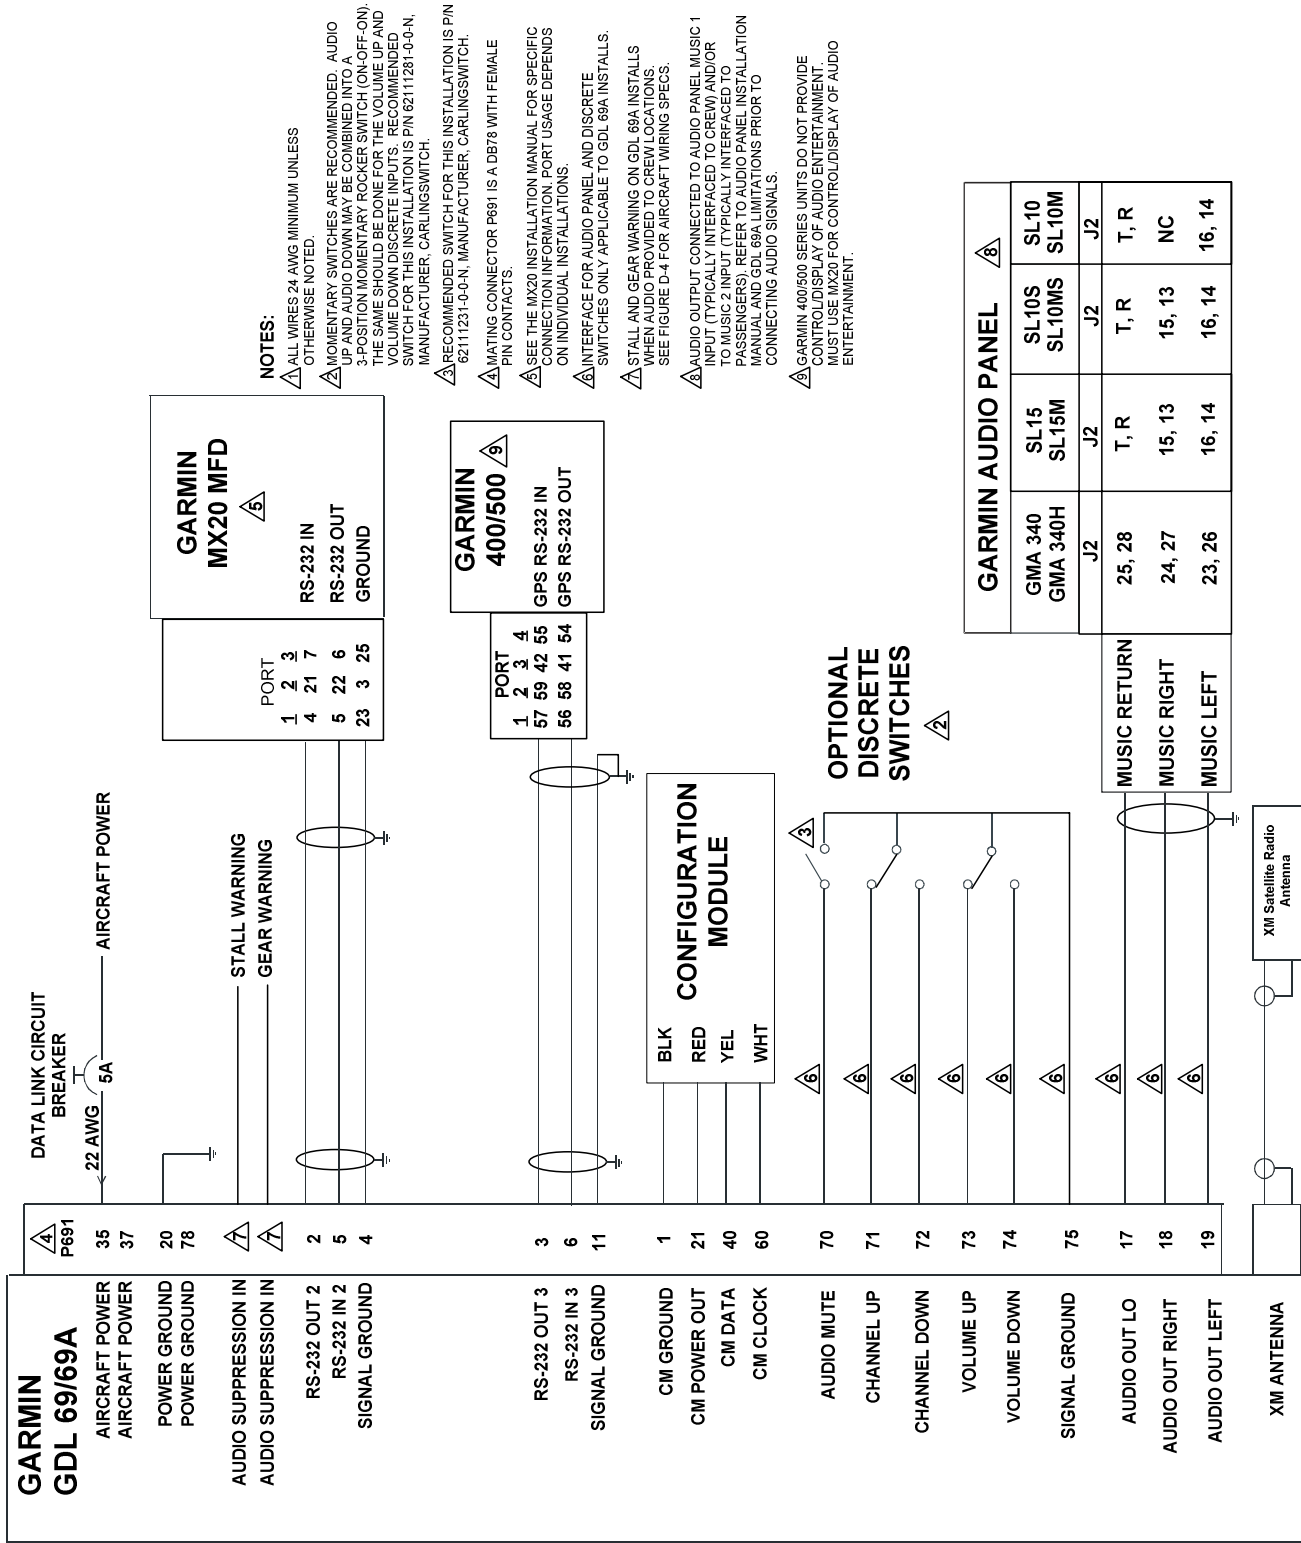 GARMIN
GDL 69/69A
P691
4
AIRCRAFT POWER 35
AIRCRAFT POWER 37
POWER GROUND 20
POWER GROUND 78
AUDIO SUPPRESSION IN 7
AUDIO SUPPRESSION IN 7
RS-232 OUT 2 2
RS-232 IN 2 5
SIGNAL GROUND 4
RS-232 OUT 3 3
RS-232 IN 3 6
SIGNAL GROUND 11
CM GROUND 1
CM POWER OUT 21
CM DATA 40
CM CLOCK 60
AUDIO MUTE 70
CHANNEL UP 71
CHANNEL DOWN 72
VOLUME UP 73
VOLUME DOWN 74
SIGNAL GROUND 75
AUDIO OUT LO 17
AUDIO OUT RIGHT 18
AUDIO OUT LEFT 19
XM ANTENNA
DATA LINK CIRCUIT
BREAKER
22 AWG
5A
AIRCRAFT POWER
STALL WARNING
GEAR WARNING
PORT
1 2 3
4 21 7
5 22 6
23 3 25
GARMIN
MX20 MFD
5
RS-232 IN
RS-232 OUT
GROUND
PORT
1 2 3 4
57 59 42 55
56 58 41 54
GARMIN
400/500 9
GPS RS-232 IN
GPS RS-232 OUT
BLK
RED
YEL
WHT
CONFIGURATION
MODULE
6
6
6
6
6
6
6
6
6
3
OPTIONAL
DISCRETE
SWITCHES
2
MUSIC RETURN
MUSIC RIGHT
MUSIC LEFT
GARMIN AUDIO PANEL 8
GMA 340 SL15 SL10S SL10
GMA 340H SL15M SL10MS SL10M
J2 J2 J2 J2
25, 28 T, R T, R T, R
24, 27 15, 13 15, 13 NC
23, 26 16, 14 16, 14 16, 14
XM Satellite Radio
Antenna
NOTES:
1 ALL WIRES 24 AWG MINIMUM UNLESS
OTHERWISE NOTED.
2 MOMENTARY SWITCHES ARE RECOMMENDED. AUDIO
UP AND AUDIO DOWN MAY BE COMBINED INTO A
3-POSITION MOMENTARY ROCKER SWITCH (ON-OFF-ON).
THE SAME SHOULD BE DONE FOR THE VOLUME UP AND
VOLUME DOWN DISCRETE INPUTS. RECOMMENDED
SWITCH FOR THIS INSTALLATION IS P/N 62111281-0-0-N,
MANUFACTURER, CARLINGSWITCH.
3 RECOMMENDED SWITCH FOR THIS INSTALLATION IS P/N
62111231-0-0-N, MANUFACTURER, CARLINGSWITCH.
4 MATING CONNECTOR P691 IS A DB78 WITH FEMALE
PIN CONTACTS.
5 SEE THE MX20 INSTALLATION MANUAL FOR SPECIFIC
CONNECTION INFORMATION. PORT USAGE DEPENDS
ON INDIVIDUAL INSTALLATIONS.
6 INTERFACE FOR AUDIO PANEL AND DISCRETE
SWITCHES ONLY APPLICABLE TO GDL 69A INSTALLS.
7 STALL AND GEAR WARNING ON GDL 69A INSTALLS
WHEN AUDIO PROVIDED TO CREW LOCATIONS.
SEE FIGURE D-4 FOR AIRCRAFT WIRING SPECS.
8 AUDIO OUTPUT CONNECTED TO AUDIO PANEL MUSIC 1
INPUT (TYPICALLY INTERFACED TO CREW) AND/OR
TO MUSIC 2 INPUT (TYPICALLY INTERFACED TO
PASSENGERS). REFER TO AUDIO PANEL INSTALLATION
MANUAL AND GDL 69A LIMITATIONS PRIOR TO
CONNECTING AUDIO SIGNALS.
9 GARMIN 400/500 SERIES UNITS DO NOT PROVIDE
CONTROL/DISPLAY OF AUDIO ENTERTAINMENT.
MUST USE MX20 FOR CONTROL/DISPLAY OF AUDIO
ENTERTAINMENT.